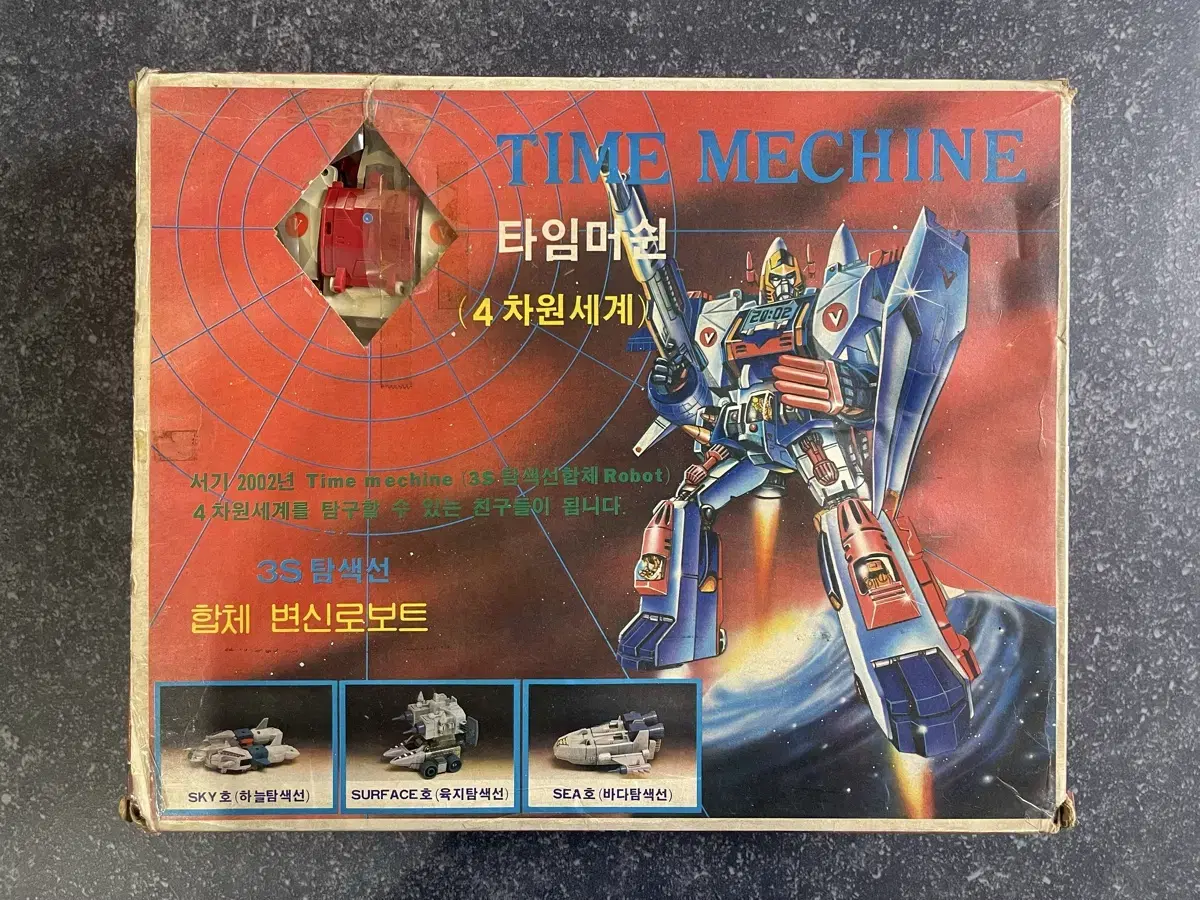 TIME MECHINE
타임머쉰
(4차원세계)
20:02
서기 2002년 Time mechine (3S 탐색선합체 Robot)
4차원세계를 탐구할 수 있는 친구들이 됩니다.
3S 탐색선
합체 변신로보트
SKY호(하늘탐색선)
SURFACE호(육지탐색선)
SEA호(바다탐색선)